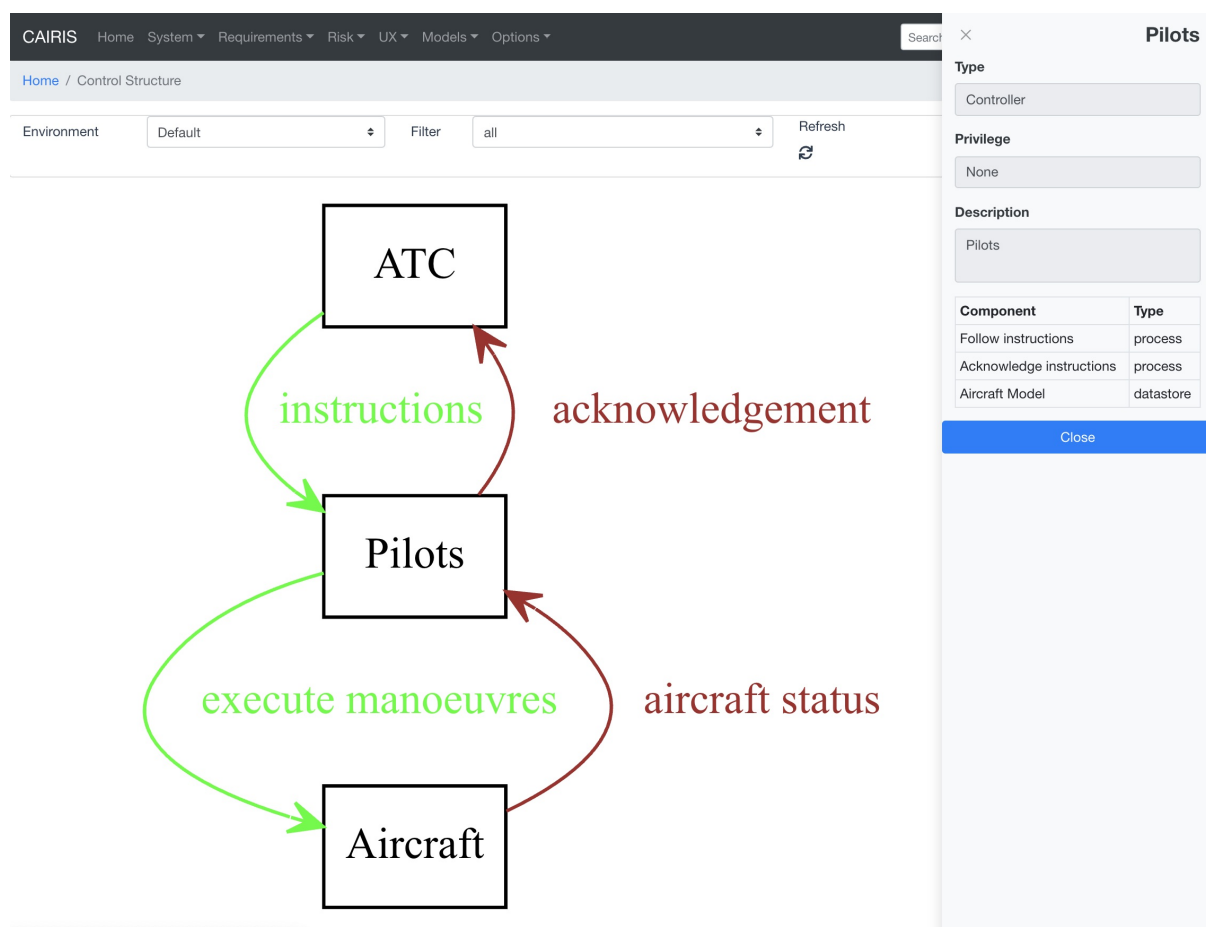 CAIRIS Home System Requirements Risk UX Models Options
Home / Control Structure
Environment Default Filter all Refresh
ATC
instructions acknowledgement
Pilots
execute manoeuvres aircraft status
Aircraft
× Pilots
Type
Controller
Privilege
None
Description
Pilots
Component Type
Follow instructions process
Acknowledge instructions process
Aircraft Model datastore
Close